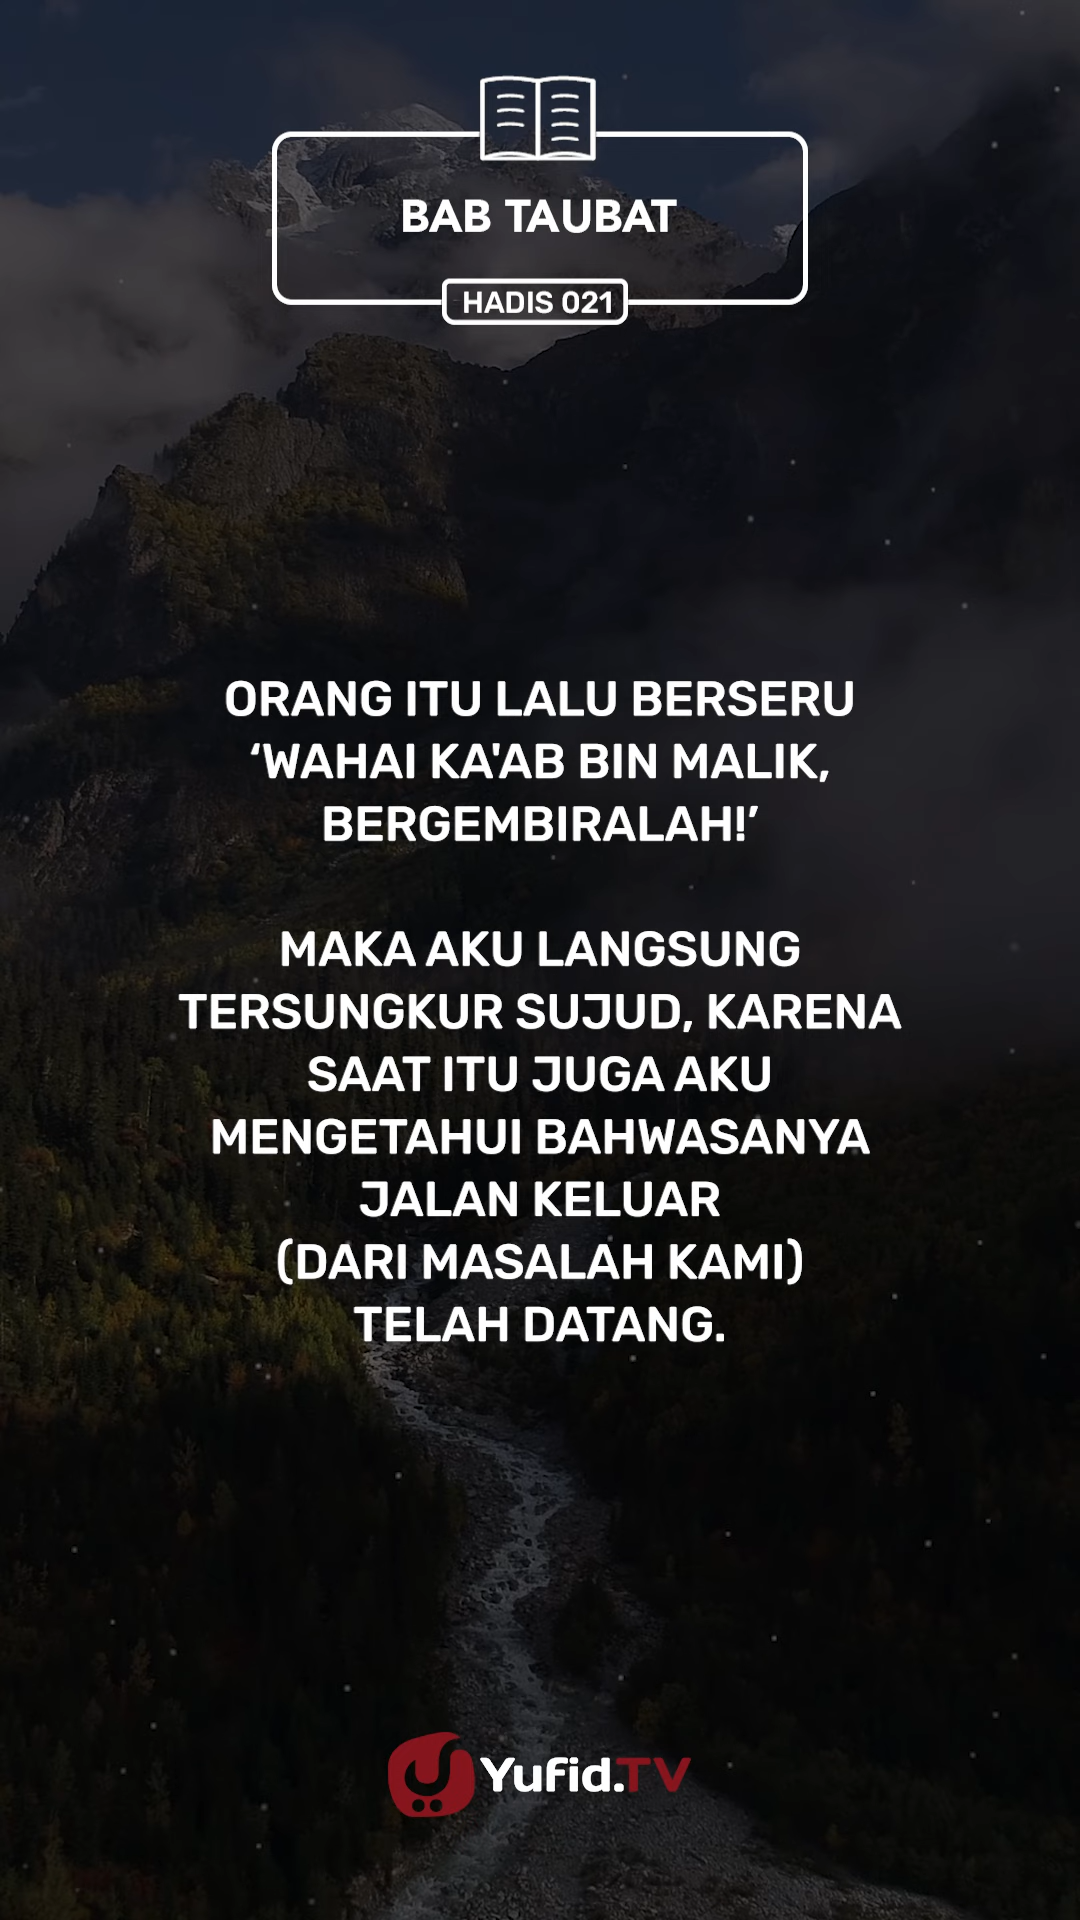 BAB TAUBAT
HADIS 021
ORANG ITU LALU BERSERU
‘WAHAI KA'AB BIN MALIK,
BERGEMBIRALAH!’
MAKA AKU LANGSUNG
TERSUNGKUR SUJUD, KARENA
SAAT ITU JUGA AKU
MENGETAHUI BAHWASANYA
JALAN KELUAR
(DARI MASALAH KAMI)
TELAH DATANG.
Yufid.TV